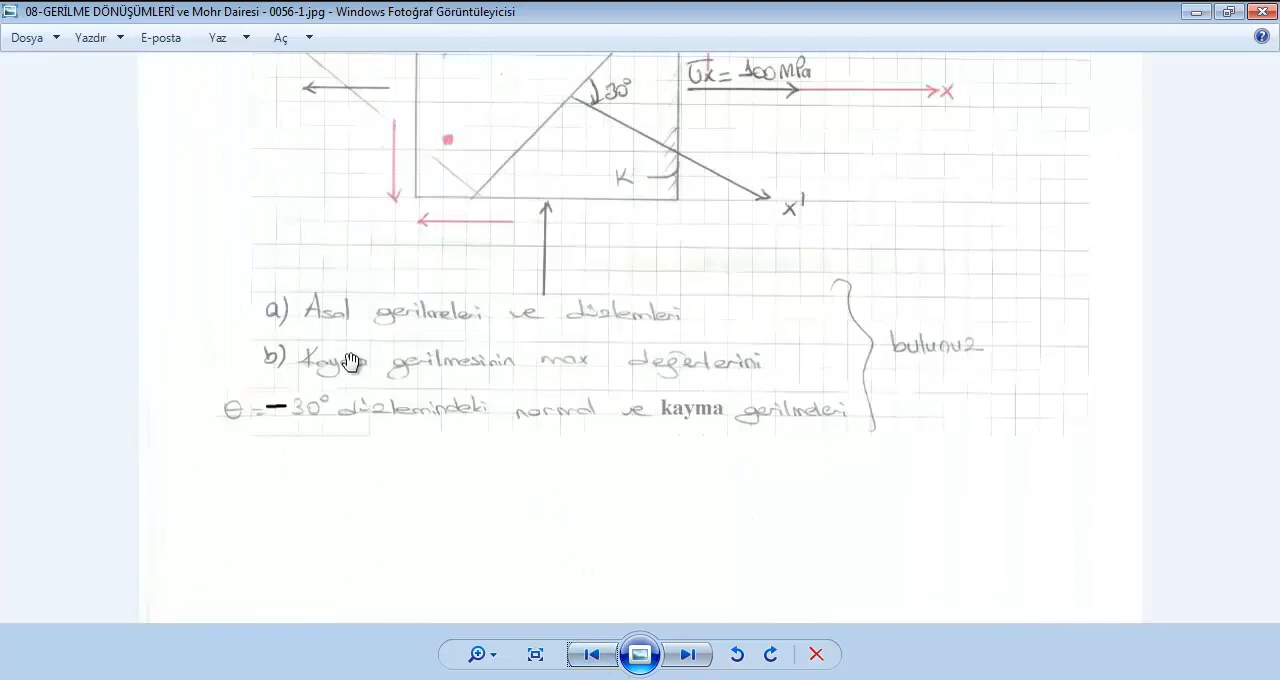 08-GERİLME DÖNÜŞÜMLERİ ve Mohr Dairesi - 0056-1.jpg - Windows Fotoğraf Görüntüleyicisi
Dosya Yazdır E-posta Yaz Aç
σx = 100 MPa
30°
x
K
x'
a) Asal gerilmeleri ve düzlemleri
b) Kayma gerilmesinin max değerlerini
bulunuz
θ = -30° düzlemindeki normal ve kayma gerilmeleri